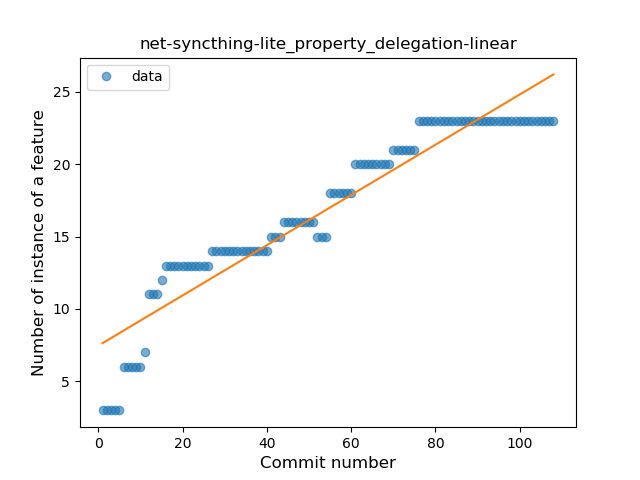 net-syncthing-lite_property_delegation-linear
data
Number of instance of a feature
25
20
15
10
5
0
20
40
60
80
100
Commit number